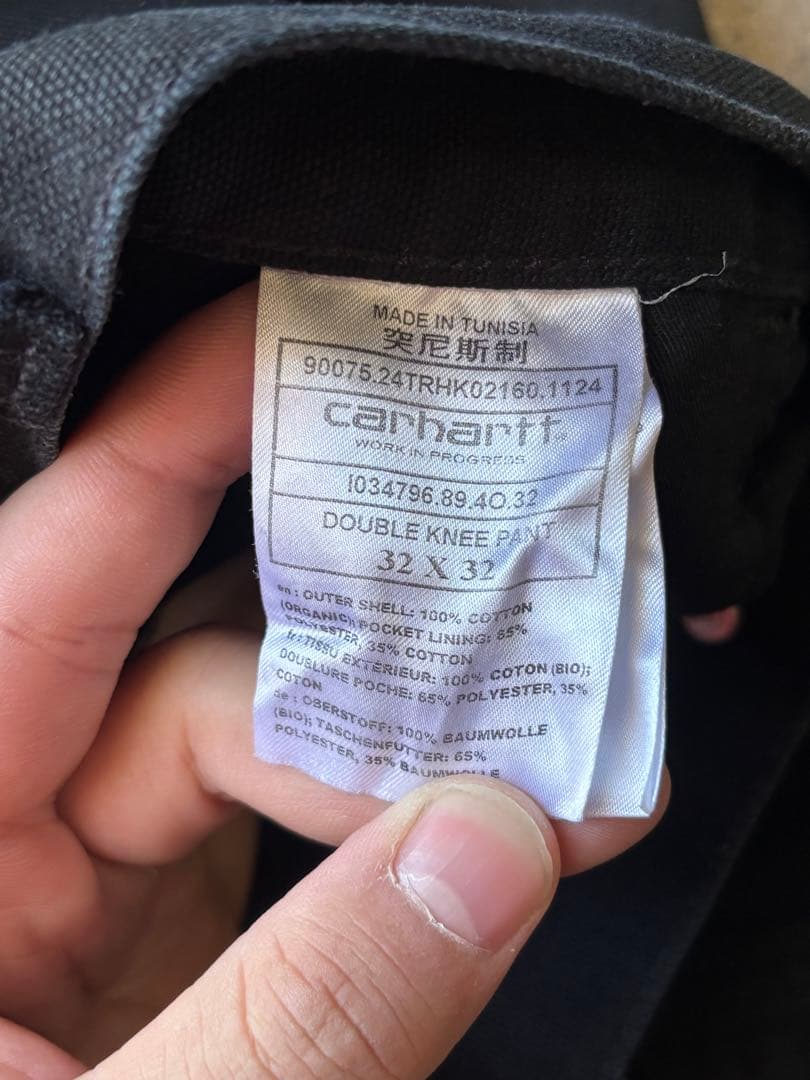 MADE IN TUNISIA
突尼斯制
90075.24TRHK02160.1124
carhartt
WORK IN PROGRESS
I034796.89.4O.32
DOUBLE KNEE PANT
32 X 32
en : OUTER SHELL: 100% COTTON
(ORGANIC); POCKET LINING: 65%
POLYESTER, 35% COTTON
fr: TISSU EXTERIEUR: 100% COTON (BIO);
DOUBLURE POCHE: 65% POLYESTER, 35%
COTON
de : OBERSTOFF: 100% BAUMWOLLE
(BIO); TASCHENFUTTER: 65%
POLYESTER, 35% BAUMWOLLE